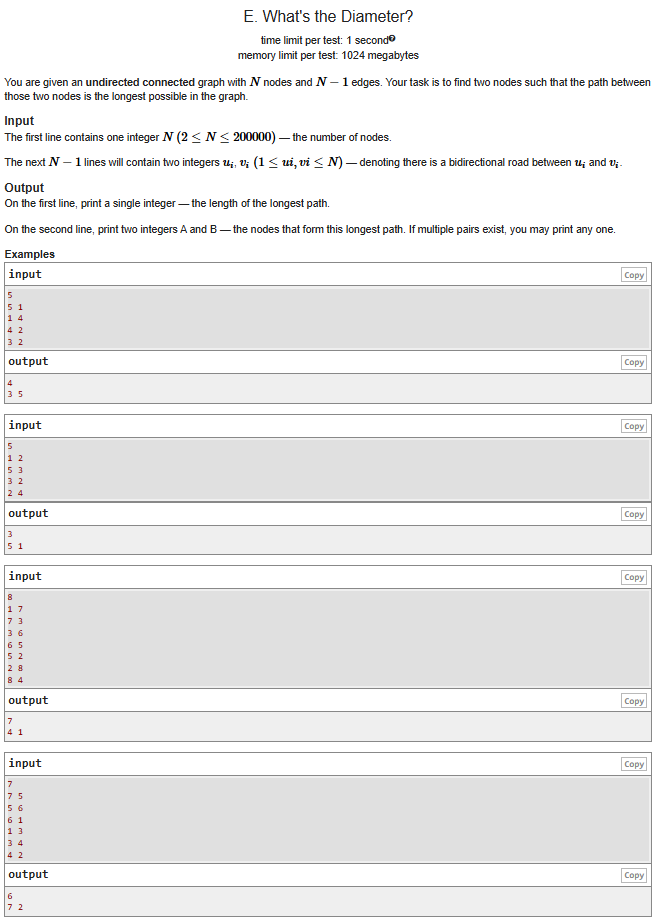 E. What's the Diameter?
time limit per test: 1 second?
memory limit per test: 1024 megabytes
You are given an undirected connected graph with N nodes and N − 1 edges. Your task is to find two nodes such that the path between
those two nodes is the longest possible in the graph.
Input
The first line contains one integer N (2 ≤ N ≤ 200000) — the number of nodes.
The next N − 1 lines will contain two integers u_i, v_i (1 ≤ ui, vi ≤ N) — denoting there is a bidirectional road between u_i and v_i.
Output
On the first line, print a single integer — the length of the longest path.
On the second line, print two integers A and B — the nodes that form this longest path. If multiple pairs exist, you may print any one.
Examples
input Copy
5
5 1
1 4
4 2
3 2
output Copy
4
3 5
input Copy
5
1 2
5 3
3 2
2 4
output Copy
3
5 1
input Copy
8
1 7
7 3
3 6
6 5
5 2
2 8
8 4
output Copy
7
4 1
input Copy
7
7 5
5 6
6 1
1 3
3 4
4 2
output Copy
6
7 2